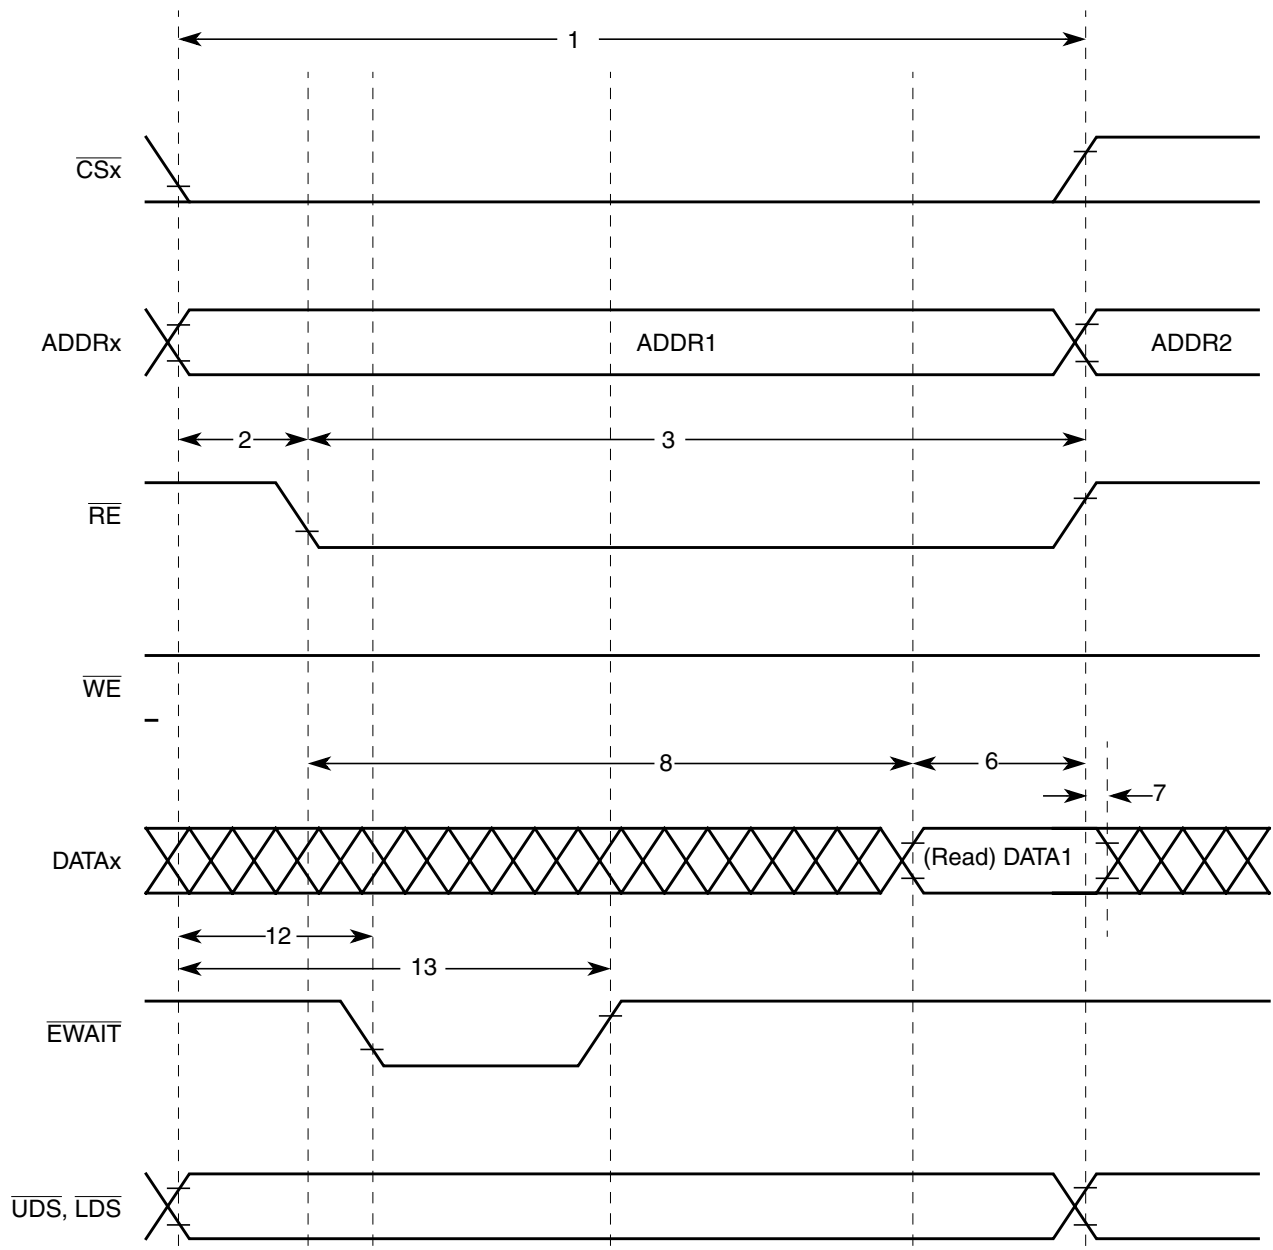 1
CSx
ADDRx
ADDR1
ADDR2
2
3
RE
WE
8
6
7
DATAx
(Read) DATA1
12
13
EWAIT
UDS, LDS